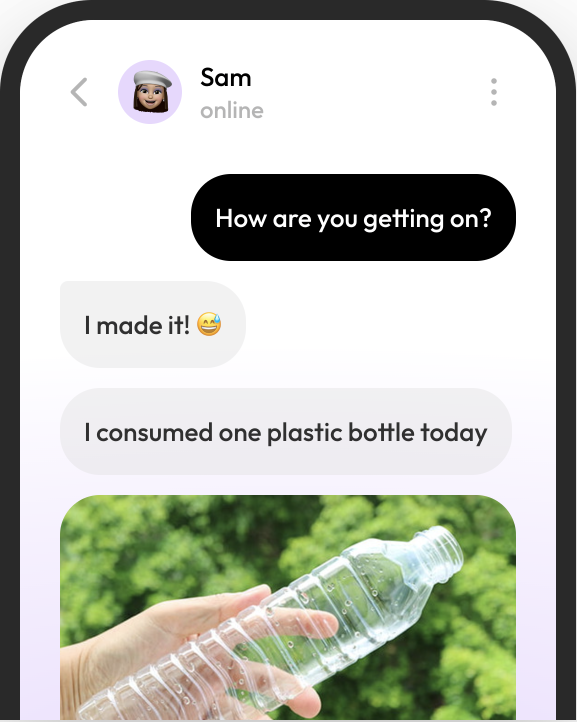 Sam
online
How are you getting on?
I made it! 😅
I consumed one plastic bottle today